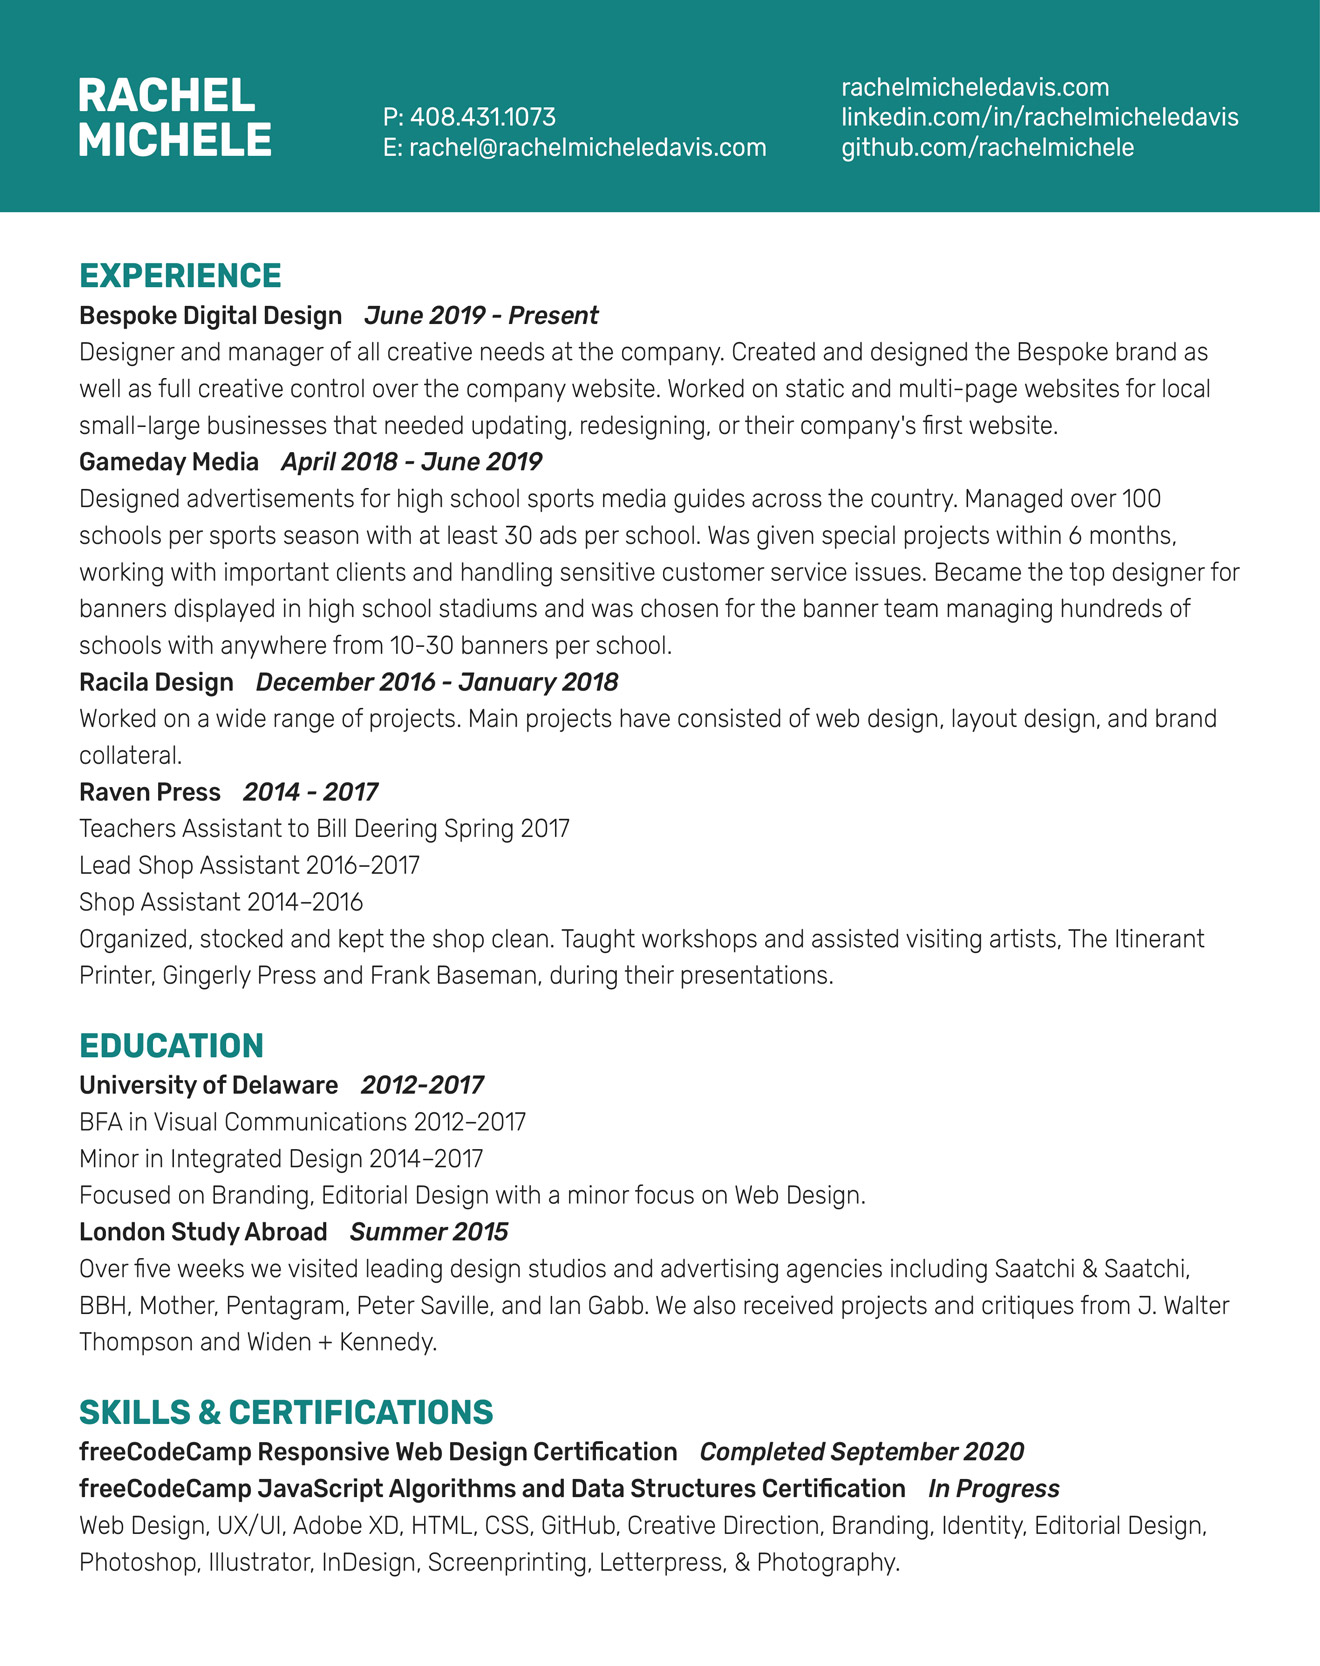 RACHEL
MICHELE
P: 408.431.1073
E: rachel@rachelmicheledavis.com
rachelmicheledavis.com
linkedin.com/in/rachelmicheledavis
github.com/rachelmichele
EXPERIENCE
Bespoke Digital Design June 2019 - Present
Designer and manager of all creative needs at the company. Created and designed the Bespoke brand as
well as full creative control over the company website. Worked on static and multi-page websites for local
small-large businesses that needed updating, redesigning, or their company's first website.
Gameday Media April 2018 - June 2019
Designed advertisements for high school sports media guides across the country. Managed over 100
schools per sports season with at least 30 ads per school. Was given special projects within 6 months,
working with important clients and handling sensitive customer service issues. Became the top designer for
banners displayed in high school stadiums and was chosen for the banner team managing hundreds of
schools with anywhere from 10-30 banners per school.
Racila Design December 2016 - January 2018
Worked on a wide range of projects. Main projects have consisted of web design, layout design, and brand
collateral.
Raven Press 2014 - 2017
Teachers Assistant to Bill Deering Spring 2017
Lead Shop Assistant 2016–2017
Shop Assistant 2014–2016
Organized, stocked and kept the shop clean. Taught workshops and assisted visiting artists, The Itinerant
Printer, Gingerly Press and Frank Baseman, during their presentations.
EDUCATION
University of Delaware 2012-2017
BFA in Visual Communications 2012–2017
Minor in Integrated Design 2014–2017
Focused on Branding, Editorial Design with a minor focus on Web Design.
London Study Abroad Summer 2015
Over five weeks we visited leading design studios and advertising agencies including Saatchi & Saatchi,
BBH, Mother, Pentagram, Peter Saville, and Ian Gabb. We also received projects and critiques from J. Walter
Thompson and Widen + Kennedy.
SKILLS & CERTIFICATIONS
freeCodeCamp Responsive Web Design Certification Completed September 2020
freeCodeCamp JavaScript Algorithms and Data Structures Certification In Progress
Web Design, UX/UI, Adobe XD, HTML, CSS, GitHub, Creative Direction, Branding, Identity, Editorial Design,
Photoshop, Illustrator, InDesign, Screenprinting, Letterpress, & Photography.